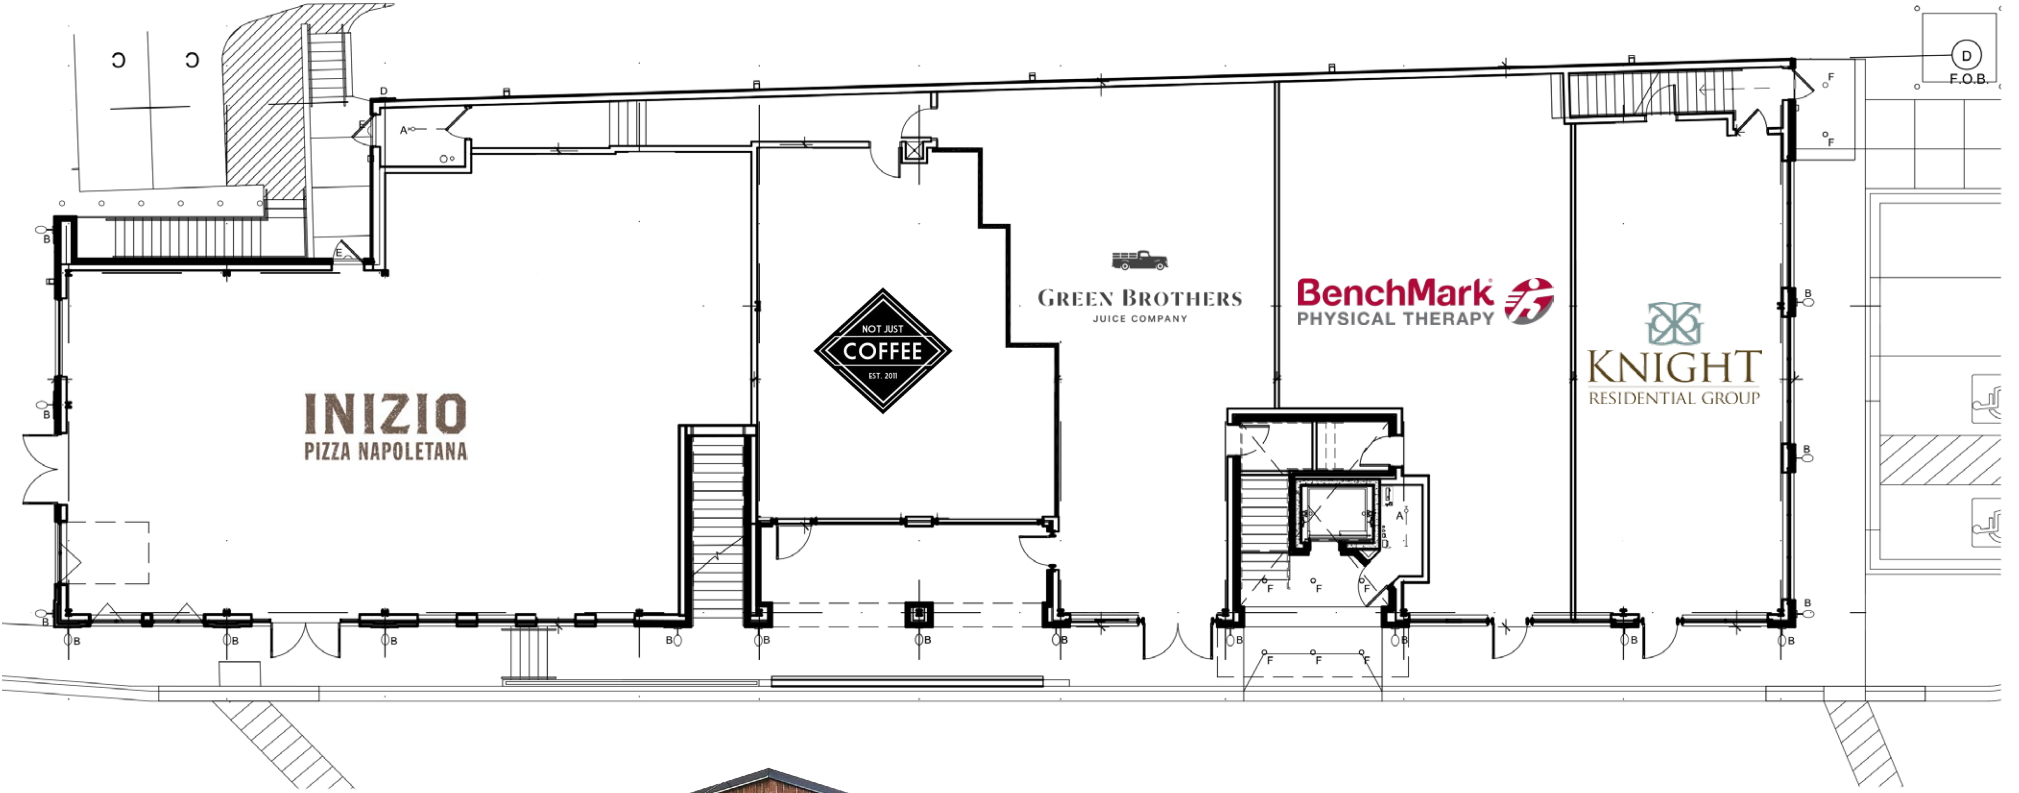 C C
D
F.O.B.
D
F
F
E
A
E
B
GREEN BROTHERS
JUICE COMPANY
BenchMark
PHYSICAL THERAPY
NOT JUST
COFFEE
EST. 2011
KNIGHT
RESIDENTIAL GROUP
INIZIO
PIZZA NAPOLETANA
B
B
B
A
F F F
B
B
B B B B B B B B B B
F F F